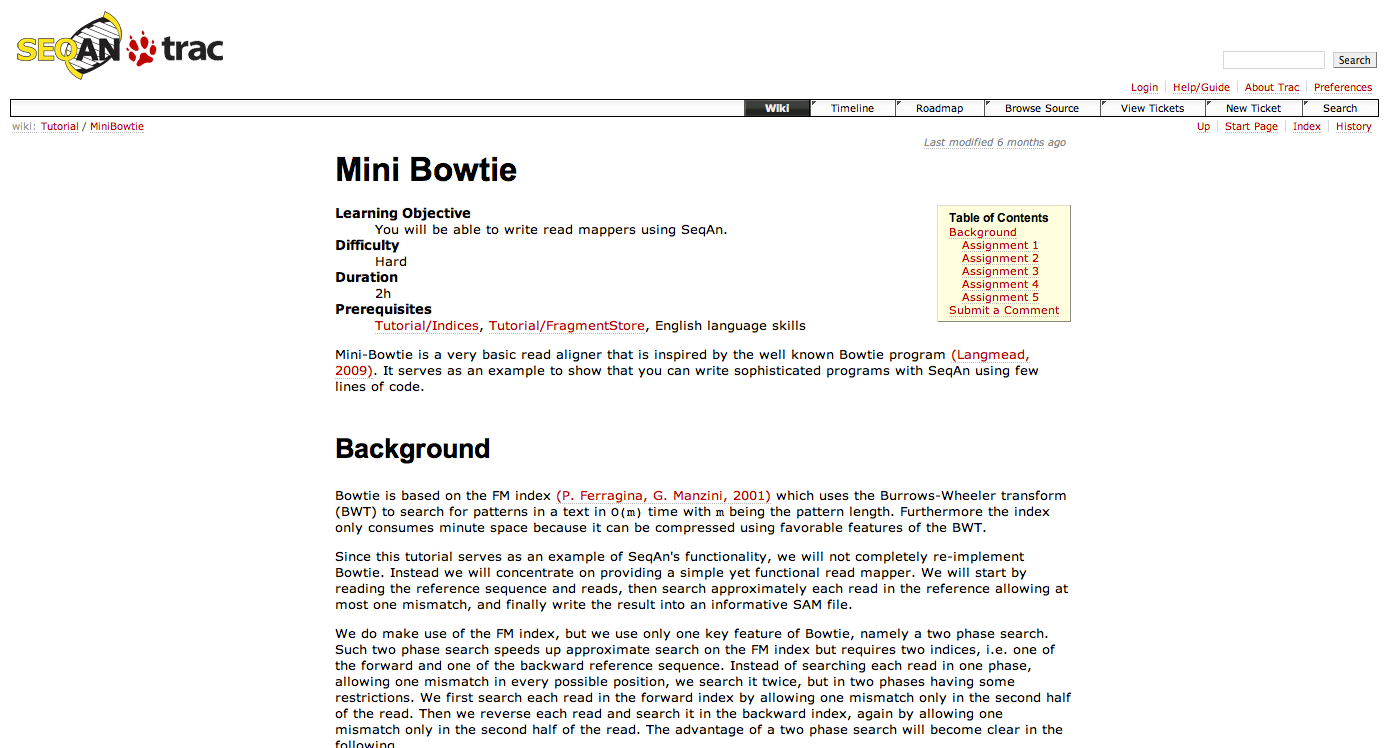 SEQAN trac
Search
Login Help/Guide About Trac Preferences
Wiki Timeline Roadmap Browse Source View Tickets New Ticket Search
wiki: Tutorial / MiniBowtie
Up Start Page Index History
Last modified 6 months ago
Mini Bowtie
Learning Objective
You will be able to write read mappers using SeqAn.
Difficulty
Hard
Duration
2h
Prerequisites
Tutorial/Indices, Tutorial/FragmentStore, English language skills
Table of Contents
Background
Assignment 1
Assignment 2
Assignment 3
Assignment 4
Assignment 5
Submit a Comment
Mini-Bowtie is a very basic read aligner that is inspired by the well known Bowtie program (Langmead,
2009). It serves as an example to show that you can write sophisticated programs with SeqAn using few
lines of code.
Background
Bowtie is based on the FM index (P. Ferragina, G. Manzini, 2001) which uses the Burrows-Wheeler transform
(BWT) to search for patterns in a text in O(m) time with m being the pattern length. Furthermore the index
only consumes minute space because it can be compressed using favorable features of the BWT.
Since this tutorial serves as an example of SeqAn's functionality, we will not completely re-implement
Bowtie. Instead we will concentrate on providing a simple yet functional read mapper. We will start by
reading the reference sequence and reads, then search approximately each read in the reference allowing at
most one mismatch, and finally write the result into an informative SAM file.
We do make use of the FM index, but we use only one key feature of Bowtie, namely a two phase search.
Such two phase search speeds up approximate search on the FM index but requires two indices, i.e. one of
the forward and one of the backward reference sequence. Instead of searching each read in one phase,
allowing one mismatch in every possible position, we search it twice, but in two phases having some
restrictions. We first search each read in the forward index by allowing one mismatch only in the second half
of the read. Then we reverse each read and search it in the backward index, again by allowing one
mismatch only in the second half of the read. The advantage of a two phase search will become clear in the
following.